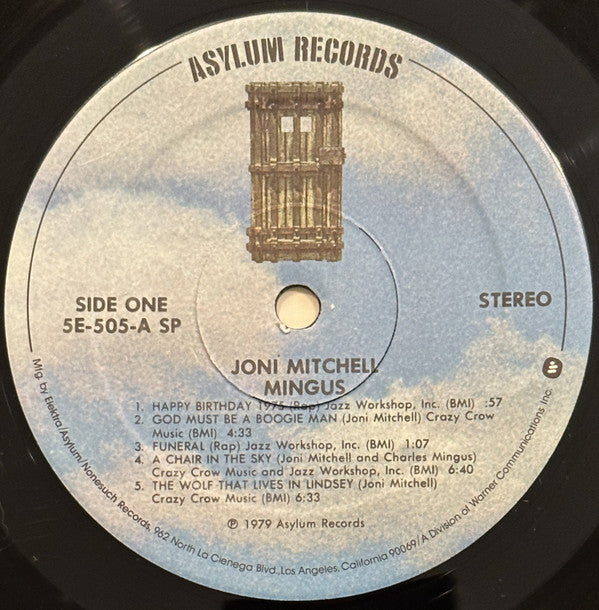 ASYLUM RECORDS
SIDE ONE
5E-505-A SP
STEREO
JONI MITCHELL
MINGUS
1. HAPPY BIRTHDAY 1975 (Rap) Jazz Workshop, Inc. (BMI) :57
2. GOD MUST BE A BOOGIE MAN (Joni Mitchell) Crazy Crow
Music (BMI) 4:33
3. FUNERAL (Rap) Jazz Workshop, Inc. (BMI) 1:07
4. A CHAIR IN THE SKY (Joni Mitchell and Charles Mingus)
Crazy Crow Music and Jazz Workshop, Inc. (BMI) 6:40
5. THE WOLF THAT LIVES IN LINDSEY (Joni Mitchell)
Crazy Crow Music (BMI) 6:33
℗ 1979 Asylum Records
Mfg. by Elektra/Asylum/Nonesuch Records, 962 North La Cienega Blvd., Los Angeles, California 90069/A Division of Warner Communications Inc.